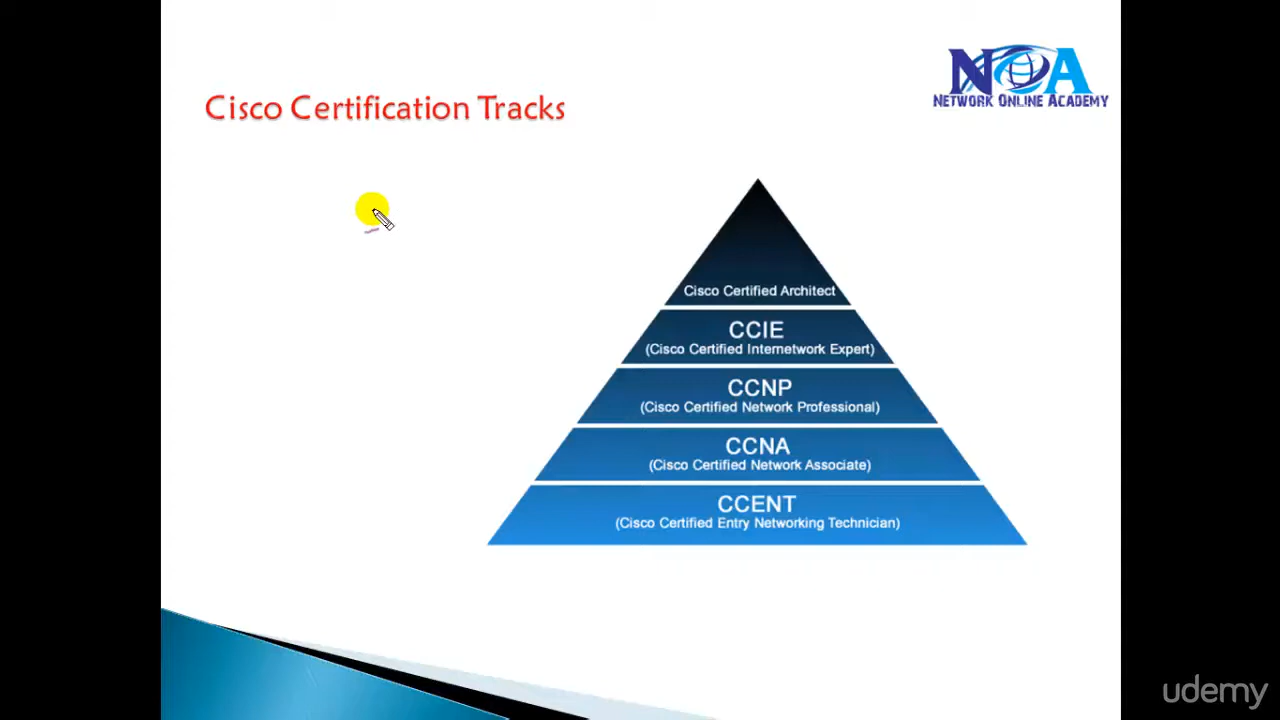 Cisco Certification Tracks
NOA
NETWORK ONLINE ACADEMY
Cisco Certified Architect
CCIE
(Cisco Certified Internetwork Expert)
CCNP
(Cisco Certified Network Professional)
CCNA
(Cisco Certified Network Associate)
CCENT
(Cisco Certified Entry Networking Technician)
udemy